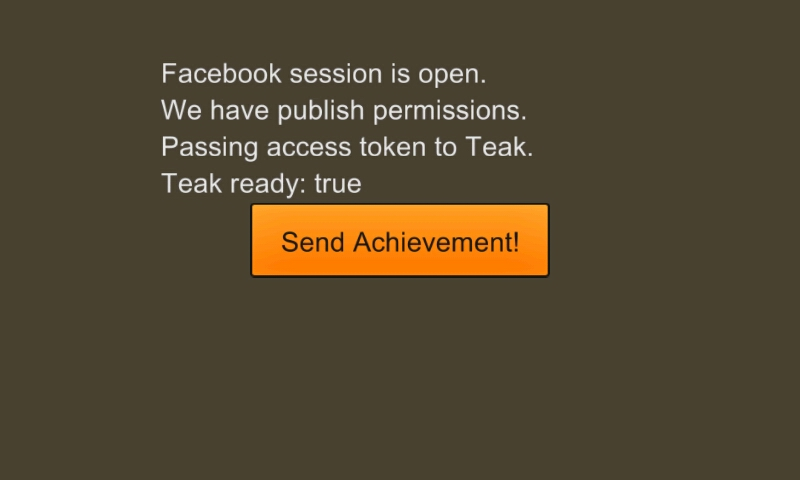 Facebook session is open.
We have publish permissions.
Passing access token to Teak.
Teak ready: true
Send Achievement!